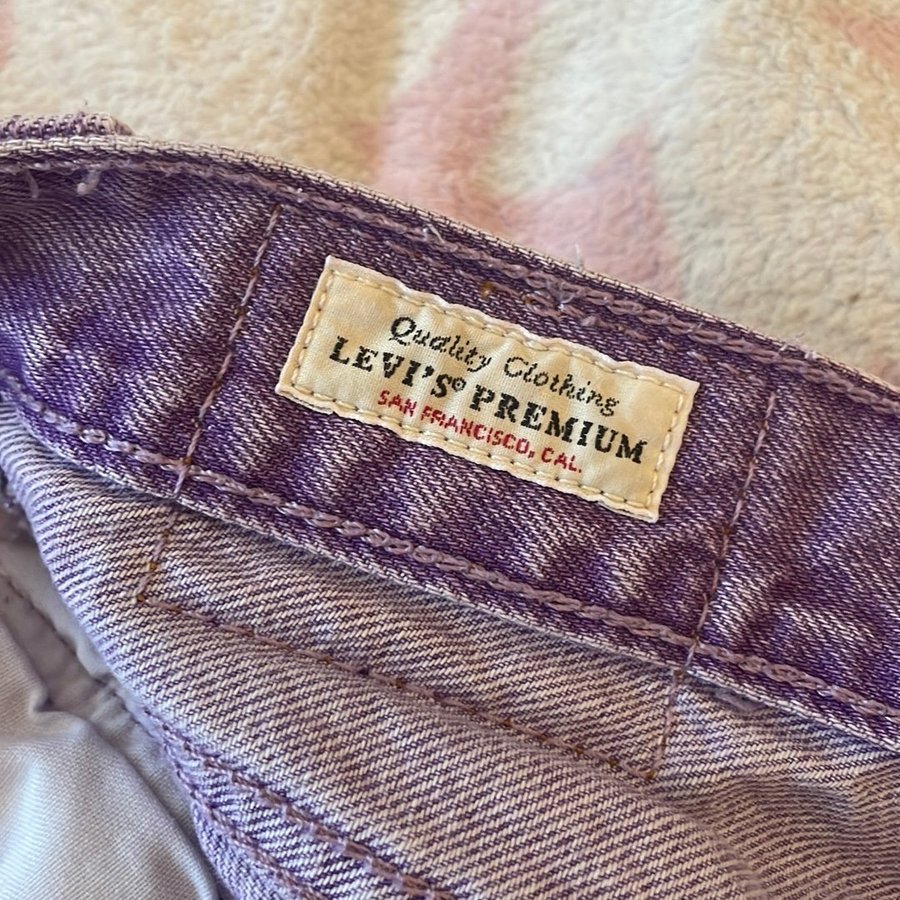 Quality Clothing
LEVI'S® PREMIUM
SAN FRANCISCO, CAL.